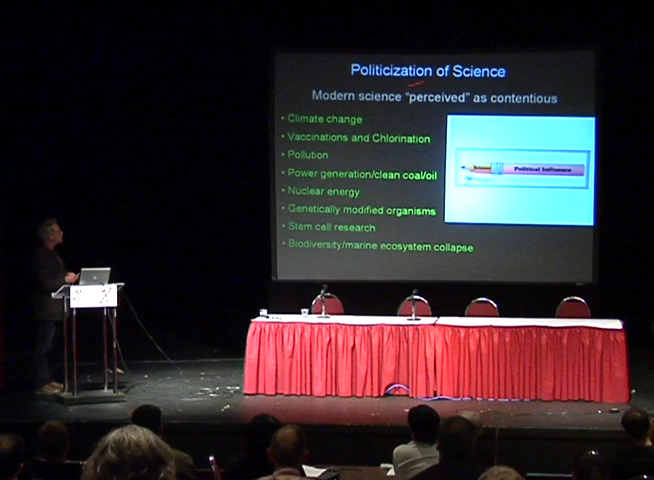 Politicization of Science
Modern science "perceived" as contentious
• Climate change
• Vaccinations and Chlorination
• Pollution
• Power generation/clean coal/oil
• Nuclear energy
• Genetically modified organisms
• Stem cell research
• Biodiversity/marine ecosystem collapse
Science Political Influence